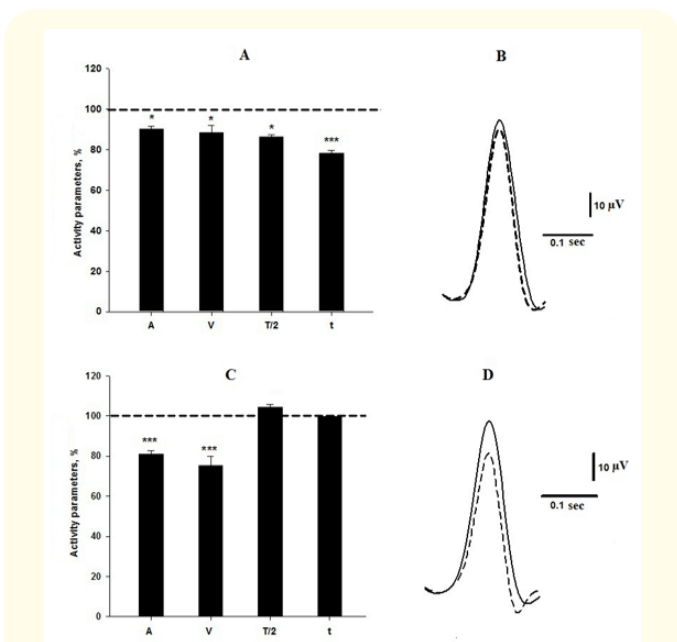 A
B
120
100
80
60
40
20
0
Activity parameters, %
*
*
*
***
A V T/2 t
10 µV
0.1 sec
C
D
120
100
80
60
40
20
0
Activity parameters, %
***
***
A V T/2 t
10 µV
0.1 sec